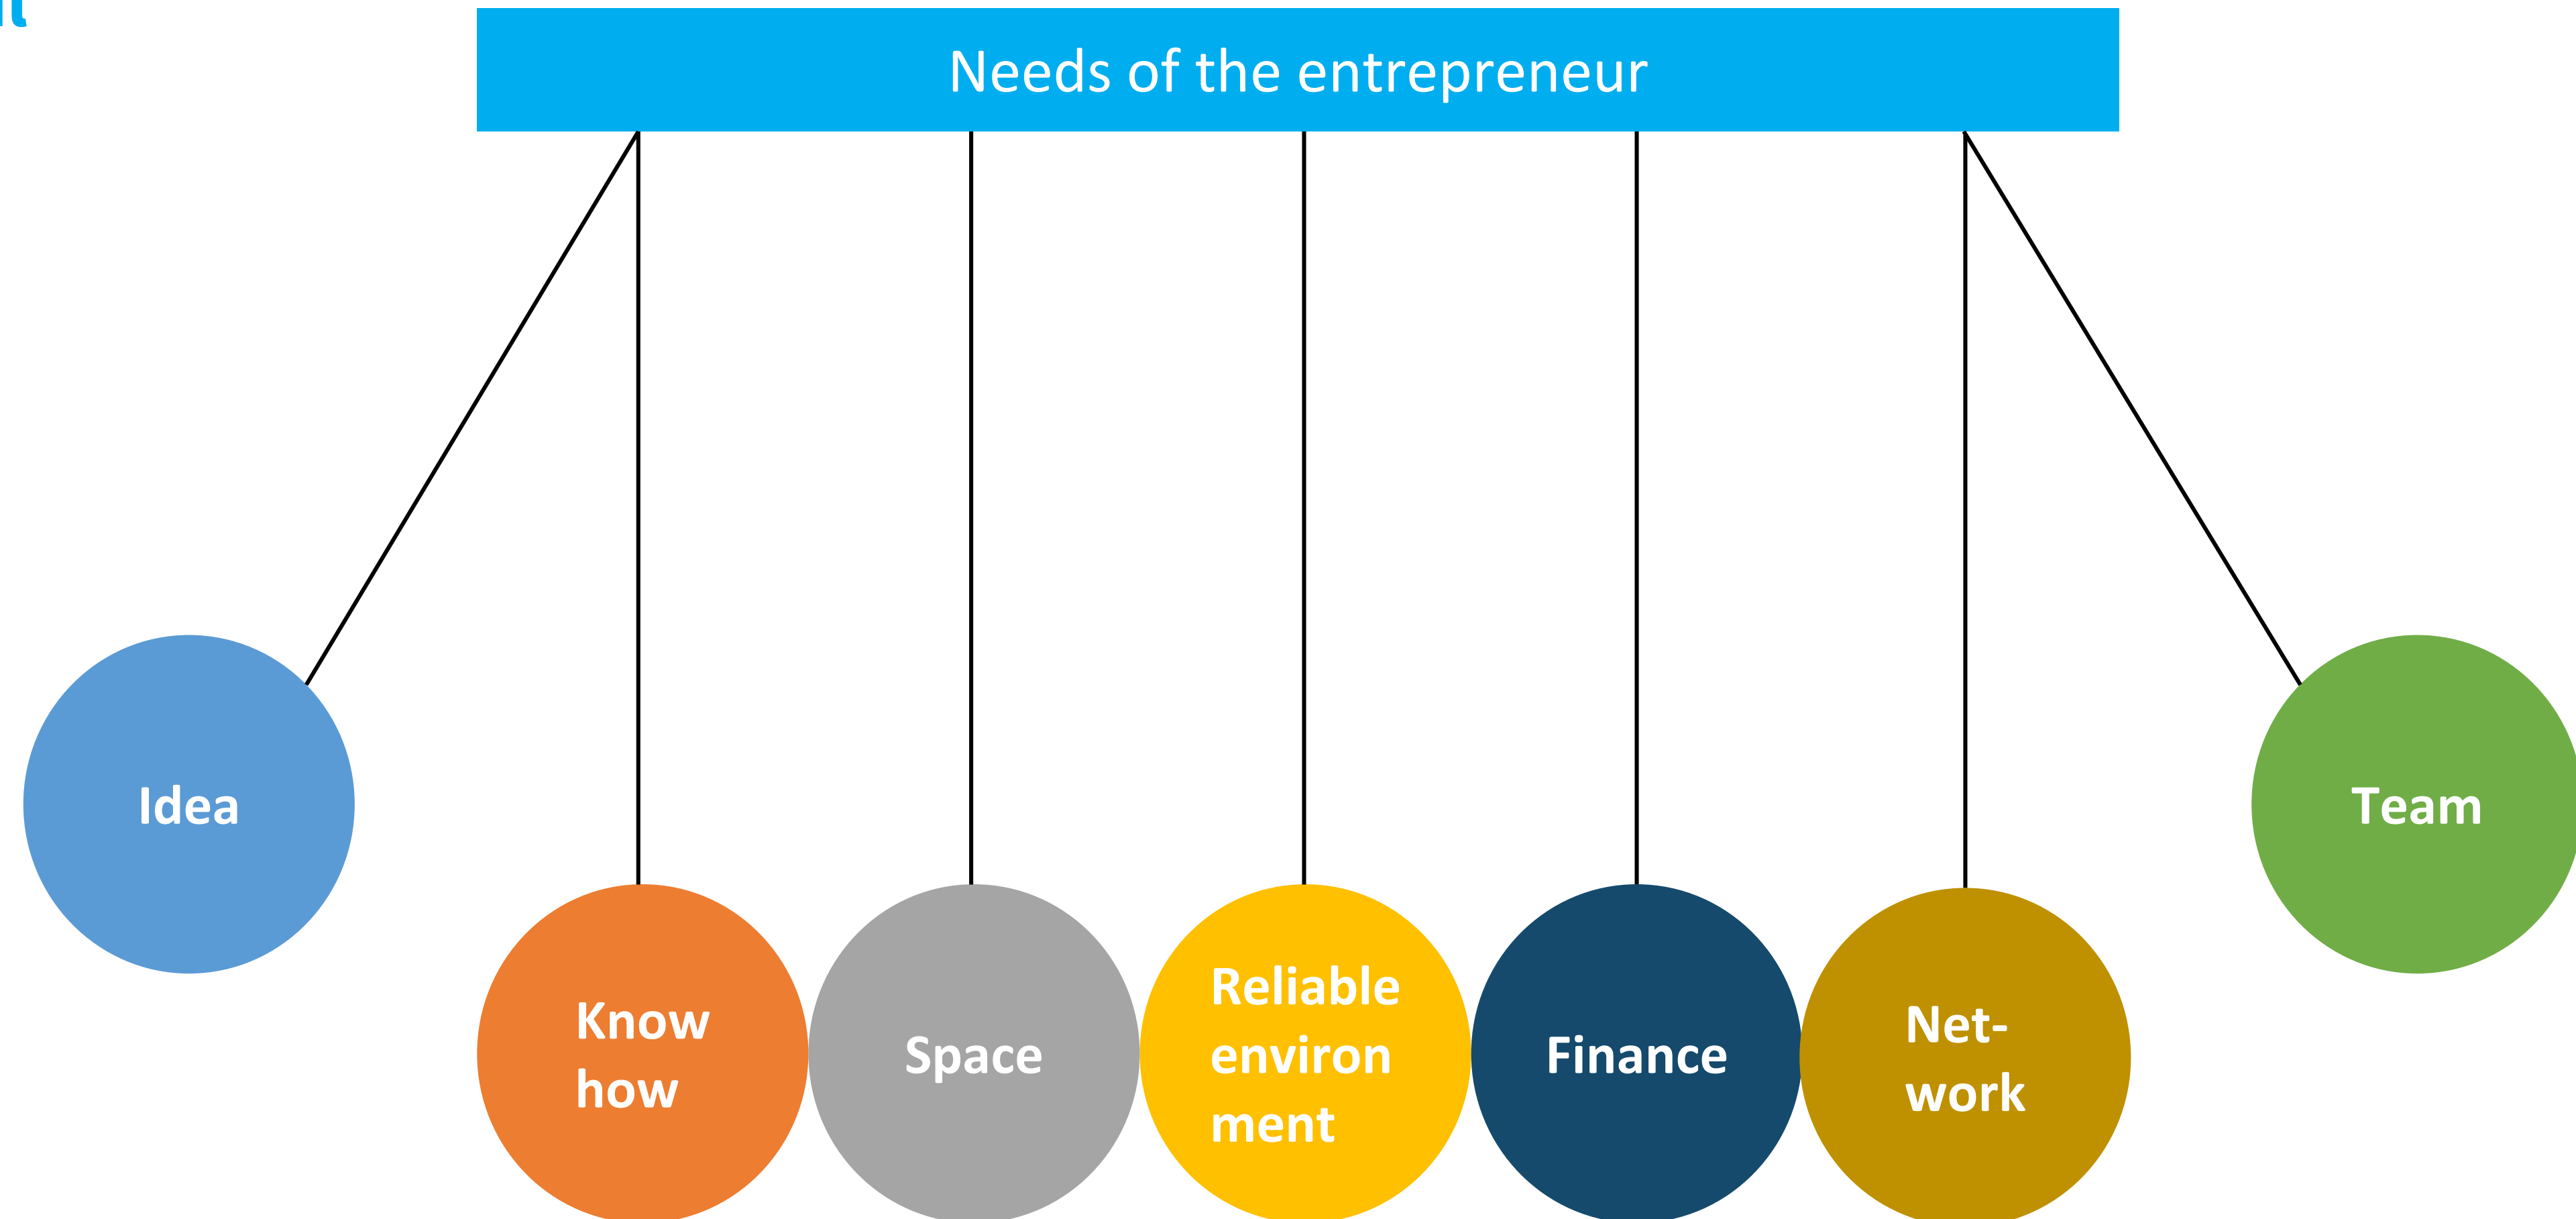 Needs of the entrepreneur
Idea
Team
Know
how
Space
Reliable
environ
ment
Finance
Net-
work